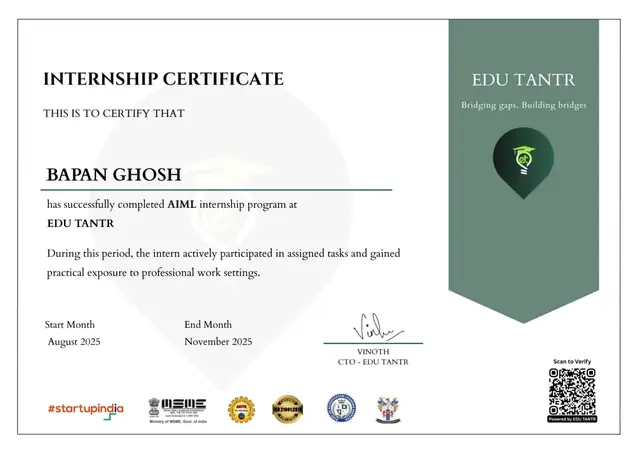 INTERNSHIP CERTIFICATE
THIS IS TO CERTIFY THAT
BAPAN GHOSH
has successfully completed AIML internship program at
EDU TANTR
During this period, the intern actively participated in assigned tasks and gained
practical exposure to professional work settings.
Start Month
August 2025
End Month
November 2025
VINOTH
CTO - EDU TANTR
EDU TANTR
Bridging gaps, Building bridges
Scan to Verify
Powered by EDU TANTR
#startupindia
MSME
Ministry of MSME, Govt. of India